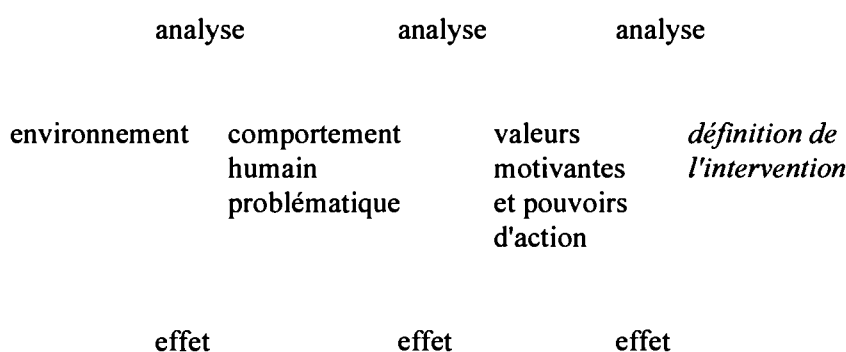 analyse analyse analyse
environnement comportement valeurs définition de
humain motivantes l'intervention
problématique et pouvoirs
d'action
effet effet effet